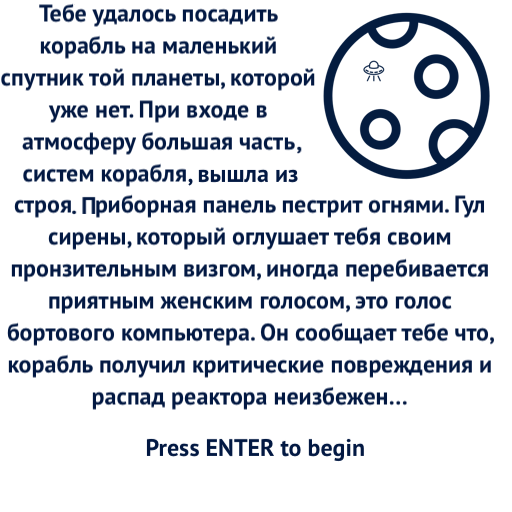 Тебе удалось посадить
корабль на маленький
спутник той планеты, которой
уже нет. При входе в
атмосферу большая часть,
систем корабля, вышла из
строя. Приборная панель пестрит огнями. Гул
сирены, который оглушает тебя своим
пронзительным визгом, иногда перебивается
приятным женским голосом, это голос
бортового компьютера. Он сообщает тебе что,
корабль получил критические повреждения и
распад реактора неизбежен...
Press ENTER to begin